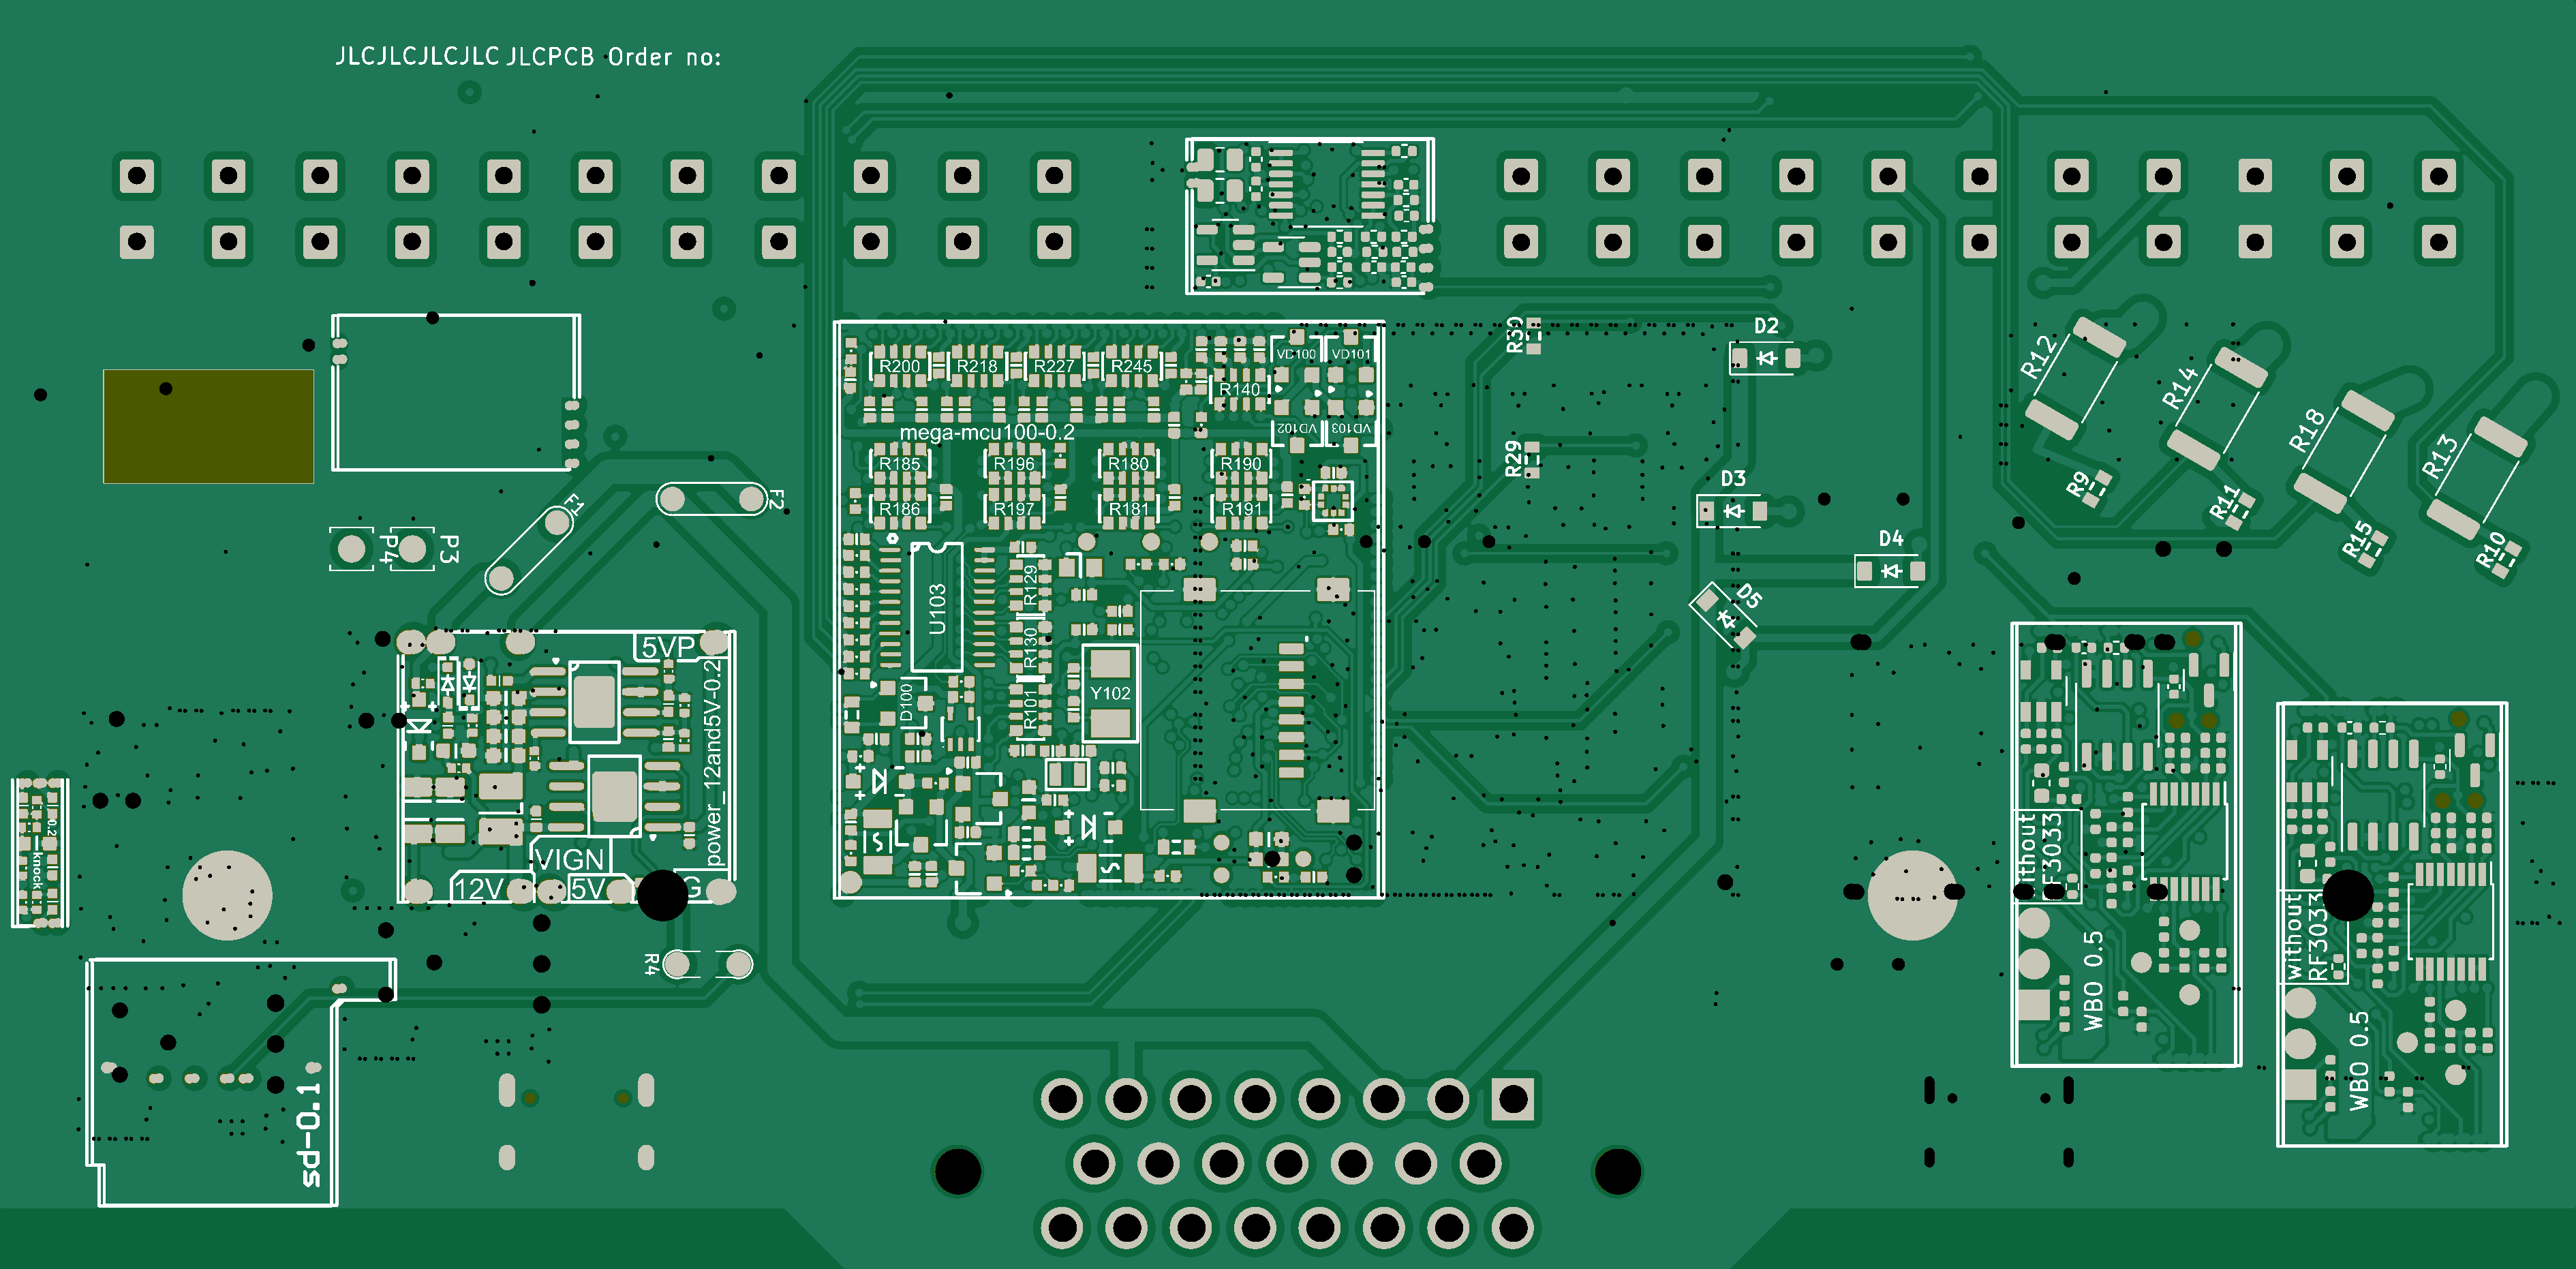 JLCJLCJLCJLC JLCPCB Order no:
R30
D2
R12
R14
R18
R13
R200 R218 R227 R245
VD100 VD101
R140
mega-mcu100-0.2
VD102 VD103
R185 R196 R180 R190
R186 R197 R181 R191
R29
D3
R9
R11
R15
R10
F1
F2
P4
P3
D4
D5
U103
R129
R130
R101
D100
Y102
5VP
power_12and5V-0.2
VIGN
12V
5V
G
0.2
knock
R4
without
RF3033
WBO 0.5
without
RF3033
WBO 0.5
sd-0.1